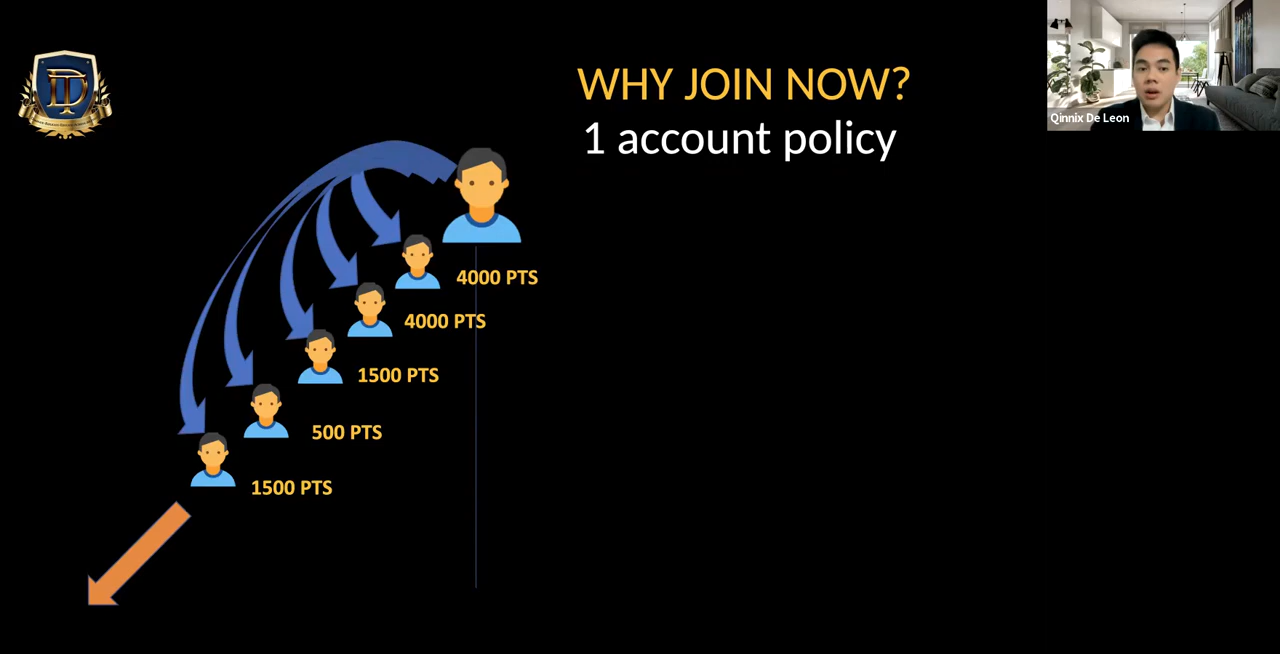 WHY JOIN NOW?
1 account policy
Qinnix De Leon
4000 PTS
4000 PTS
1500 PTS
500 PTS
1500 PTS